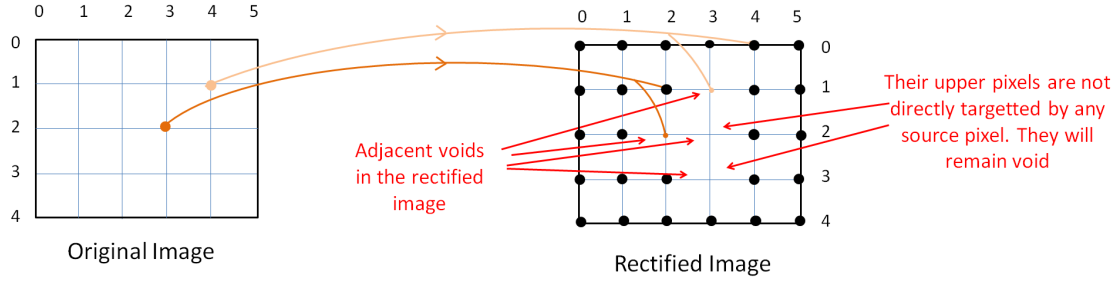 0 1 2 3 4 5
0
1
2
3
4
Original Image
0 1 2 3 4 5
0
1
2
3
4
Rectified Image
Adjacent voids
in the rectified
image
Their upper pixels are not
directly targetted by any
source pixel. They will
remain void